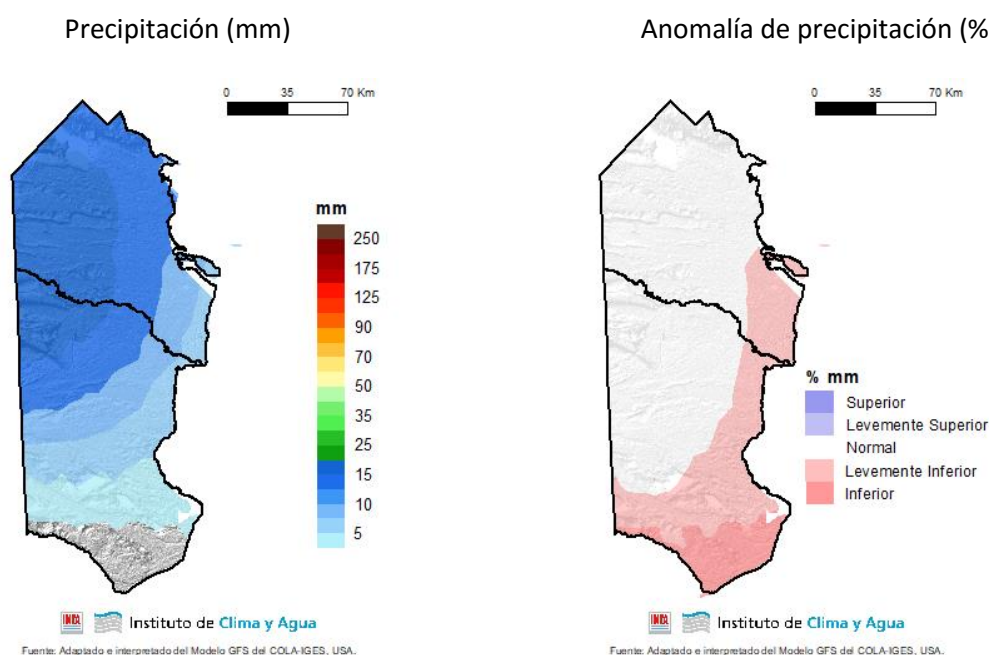 Precipitación (mm)
Anomalía de precipitación (%
0 35 70 Km
0 35 70 Km
mm
250
175
125
90
70
50
35
25
15
10
5
% mm
Superior
Levemente Superior
Normal
Levemente Inferior
Inferior
INTA Instituto de Clima y Agua
INTA Instituto de Clima y Agua
Fuente: Adaptado e interpretado del Modelo GFS del COLA-IGES, USA.
Fuente: Adaptado e interpretado del Modelo GFS del COLA-IGES, USA.